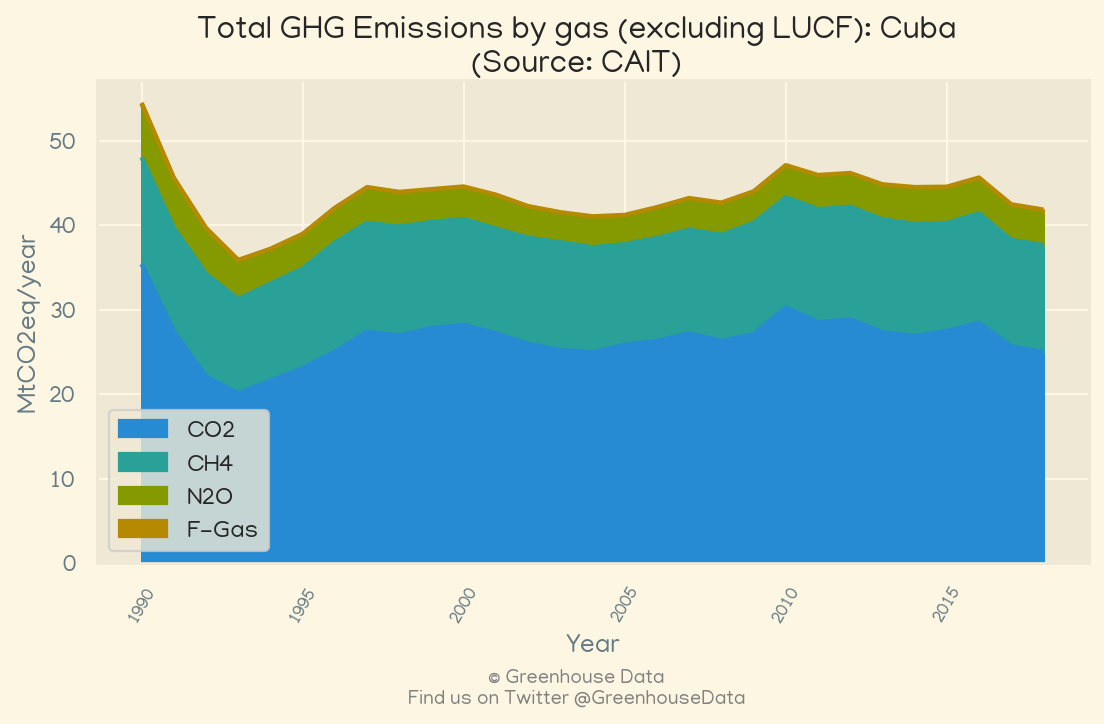 Total GHG Emissions by gas (excluding LUCF): Cuba
(Source: CAIT)
MtCO2eq/year
50
40
30
20
10
0
CO2
CH4
N2O
F-Gas
1990
1995
2000
2005
2010
2015
Year
© Greenhouse Data
Find us on Twitter @GreenhouseData